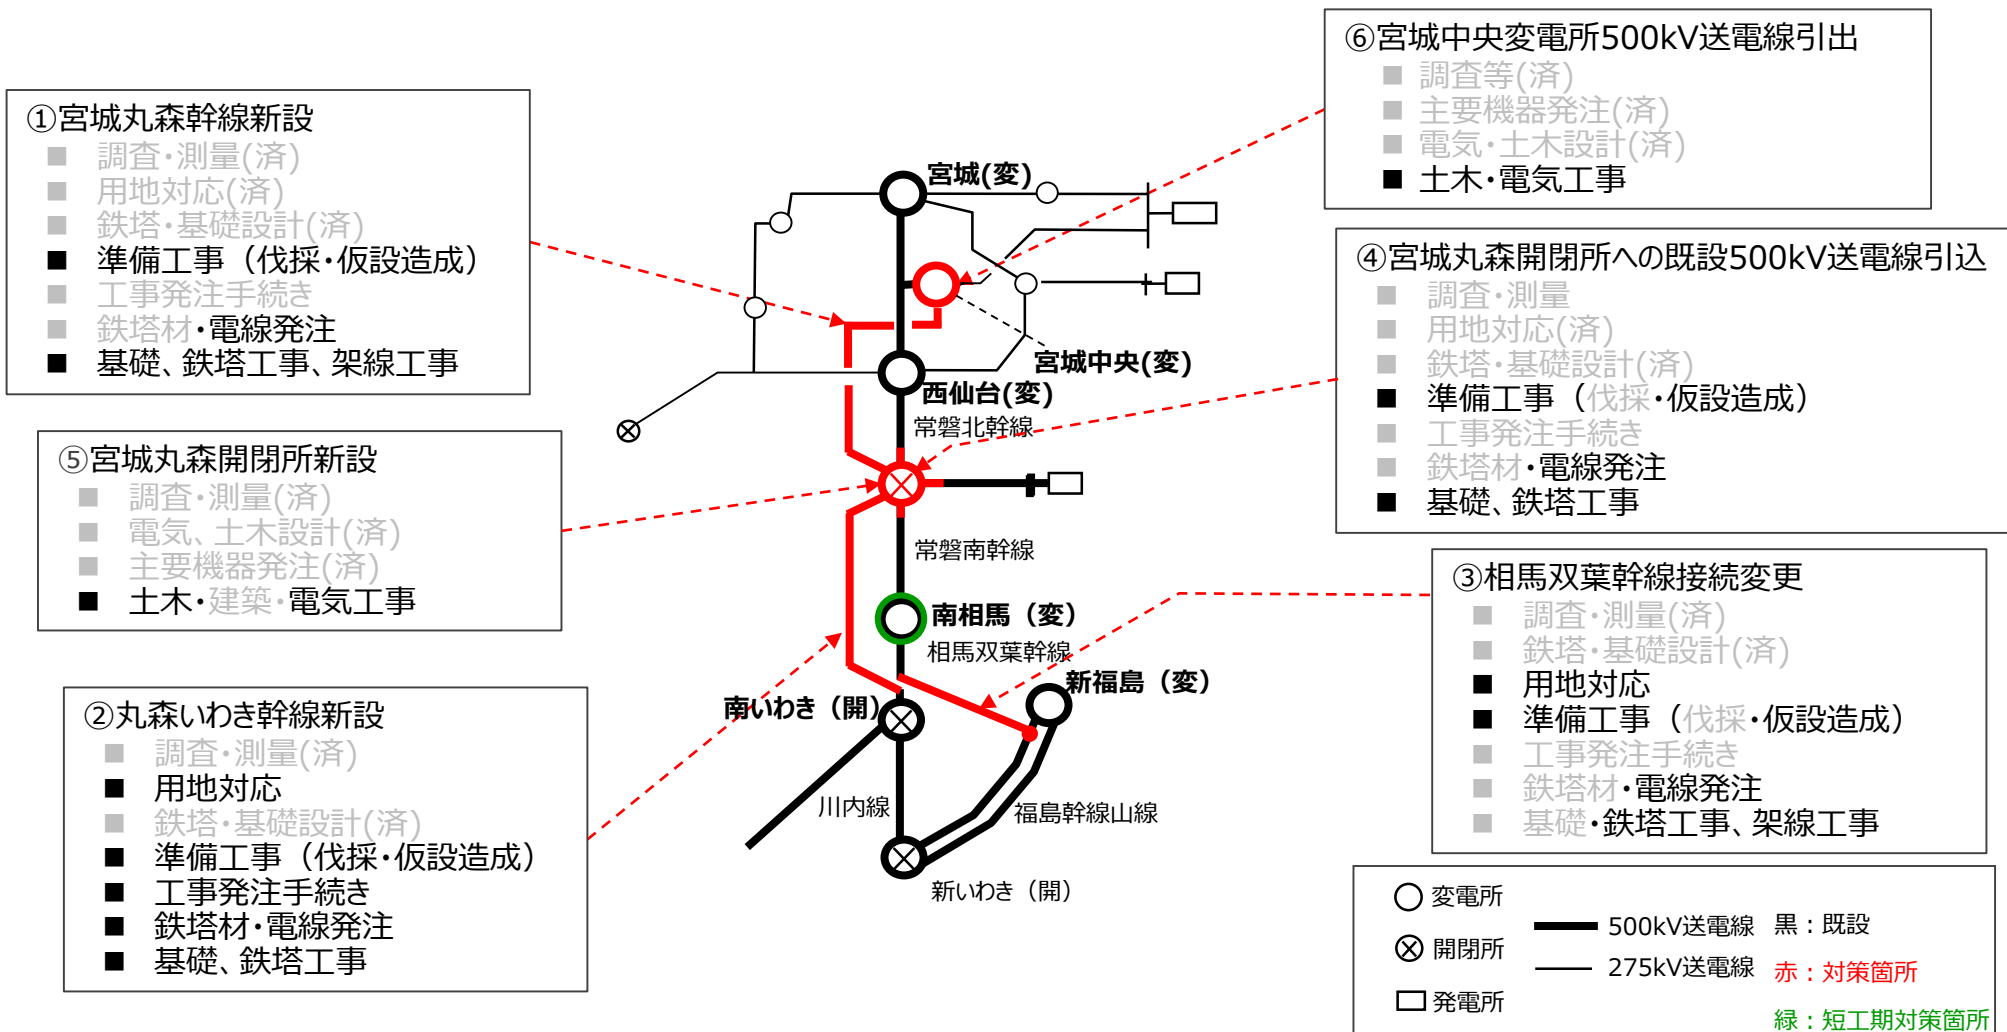 ①宮城丸森幹線新設
■ 調査・測量(済)
■ 用地対応(済)
■ 鉄塔・基礎設計(済)
■ 準備工事（伐採・仮設造成）
■ 工事発注手続き
■ 鉄塔材・電線発注
■ 基礎、鉄塔工事、架線工事
⑤宮城丸森開閉所新設
■ 調査・測量(済)
■ 電気、土木設計(済)
■ 主要機器発注(済)
■ 土木・建築・電気工事
②丸森いわき幹線新設
■ 調査・測量(済)
■ 用地対応
■ 鉄塔・基礎設計(済)
■ 準備工事（伐採・仮設造成）
■ 工事発注手続き
■ 鉄塔材・電線発注
■ 基礎、鉄塔工事
宮城(変)
宮城中央(変)
西仙台(変)
常磐北幹線
常磐南幹線
南相馬（変）
相馬双葉幹線
新福島（変）
南いわき（開）
川内線
福島幹線山線
新いわき（開）
⑥宮城中央変電所500kV送電線引出
■ 調査等(済)
■ 主要機器発注(済)
■ 電気・土木設計(済)
■ 土木・電気工事
④宮城丸森開閉所への既設500kV送電線引込
■ 調査・測量
■ 用地対応(済)
■ 鉄塔・基礎設計(済)
■ 準備工事（伐採・仮設造成）
■ 工事発注手続き
■ 鉄塔材・電線発注
■ 基礎、鉄塔工事
③相馬双葉幹線接続変更
■ 調査・測量(済)
■ 鉄塔・基礎設計(済)
■ 用地対応
■ 準備工事（伐採・仮設造成）
■ 工事発注手続き
■ 鉄塔材・電線発注
■ 基礎・鉄塔工事、架線工事
変電所
開閉所
発電所
500kV送電線
275kV送電線
黒：既設
赤：対策箇所
緑：短工期対策箇所